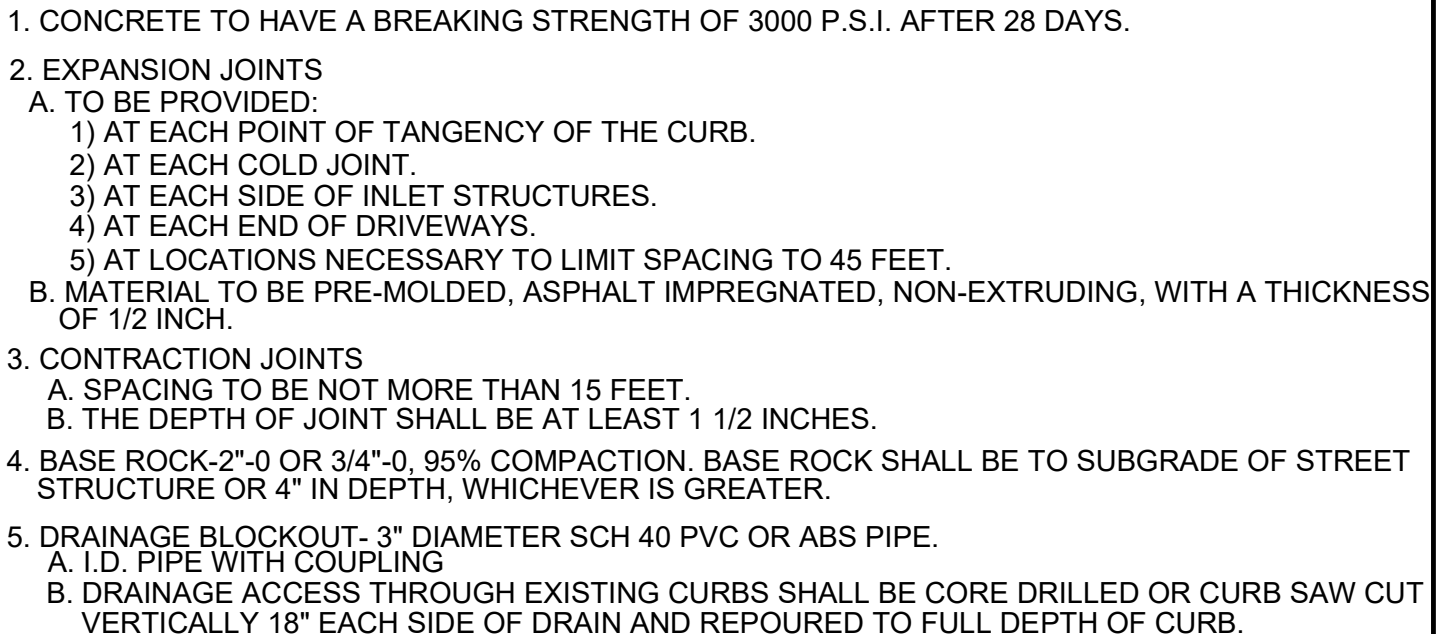 1. CONCRETE TO HAVE A BREAKING STRENGTH OF 3000 P.S.I. AFTER 28 DAYS.
2. EXPANSION JOINTS
A. TO BE PROVIDED:
1) AT EACH POINT OF TANGENCY OF THE CURB.
2) AT EACH COLD JOINT.
3) AT EACH SIDE OF INLET STRUCTURES.
4) AT EACH END OF DRIVEWAYS.
5) AT LOCATIONS NECESSARY TO LIMIT SPACING TO 45 FEET.
B. MATERIAL TO BE PRE-MOLDED, ASPHALT IMPREGNATED, NON-EXTRUDING, WITH A THICKNESS
OF 1/2 INCH.
3. CONTRACTION JOINTS
A. SPACING TO BE NOT MORE THAN 15 FEET.
B. THE DEPTH OF JOINT SHALL BE AT LEAST 1 1/2 INCHES.
4. BASE ROCK-2"-0 OR 3/4"-0, 95% COMPACTION. BASE ROCK SHALL BE TO SUBGRADE OF STREET
STRUCTURE OR 4" IN DEPTH, WHICHEVER IS GREATER.
5. DRAINAGE BLOCKOUT- 3" DIAMETER SCH 40 PVC OR ABS PIPE.
A. I.D. PIPE WITH COUPLING
B. DRAINAGE ACCESS THROUGH EXISTING CURBS SHALL BE CORE DRILLED OR CURB SAW CUT
VERTICALLY 18" EACH SIDE OF DRAIN AND REPOURED TO FULL DEPTH OF CURB.